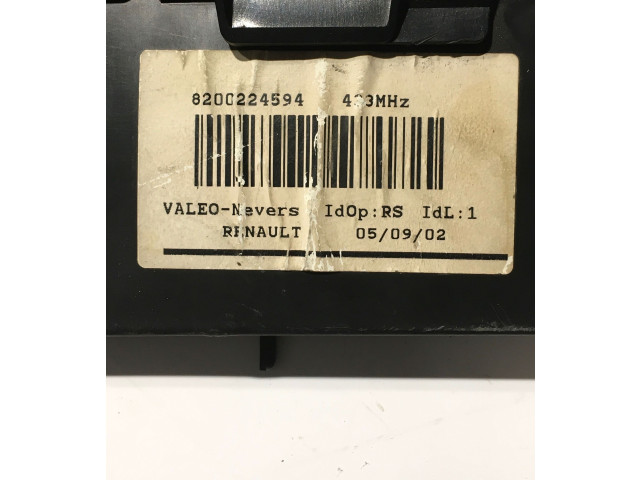 8200224594 433MHz
VALEO-Nevers IdOp:RS IdL:1
RENAULT 05/09/02